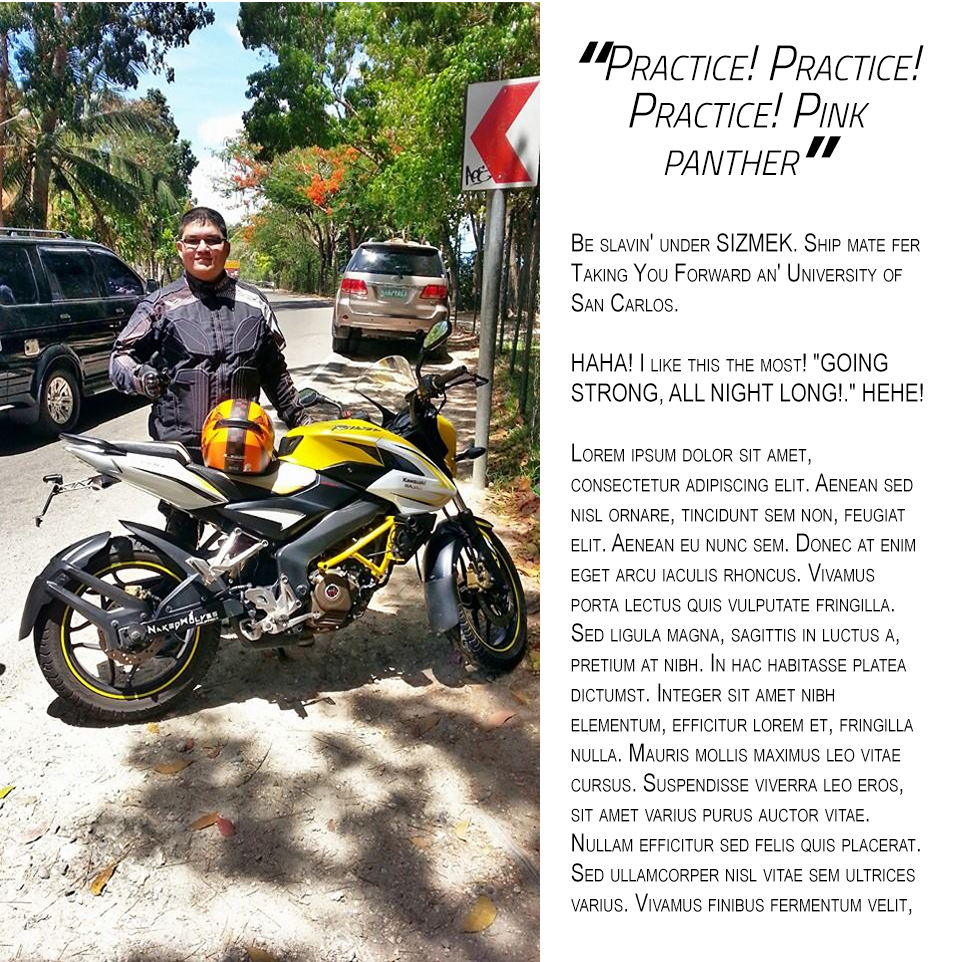 "Practice! Practice!
Practice! Pink
panther"
Be slavin' under SIZMEK. Ship mate fer
Taking You Forward an' University of
San Carlos.
HAHA! I like this the most! "GOING
STRONG, ALL NIGHT LONG!." HEHE!
Lorem ipsum dolor sit amet,
consectetur adipiscing elit. Aenean sed
nisl ornare, tincidunt sem non, feugiat
elit. Aenean eu nunc sem. Donec at enim
eget arcu iaculis rhoncus. Vivamus
porta lectus quis vulputate fringilla.
Sed ligula magna, sagittis in luctus a,
pretium at nibh. In hac habitasse platea
dictumst. Integer sit amet nibh
elementum, efficitur lorem et, fringilla
nulla. Mauris mollis maximus leo vitae
cursus. Suspendisse viverra leo eros,
sit amet varius purus auctor vitae.
Nullam efficitur sed felis quis placerat.
Sed ullamcorper nisl vitae sem ultrices
varius. Vivamus finibus fermentum velit,
Kawasaki
NakedWolves